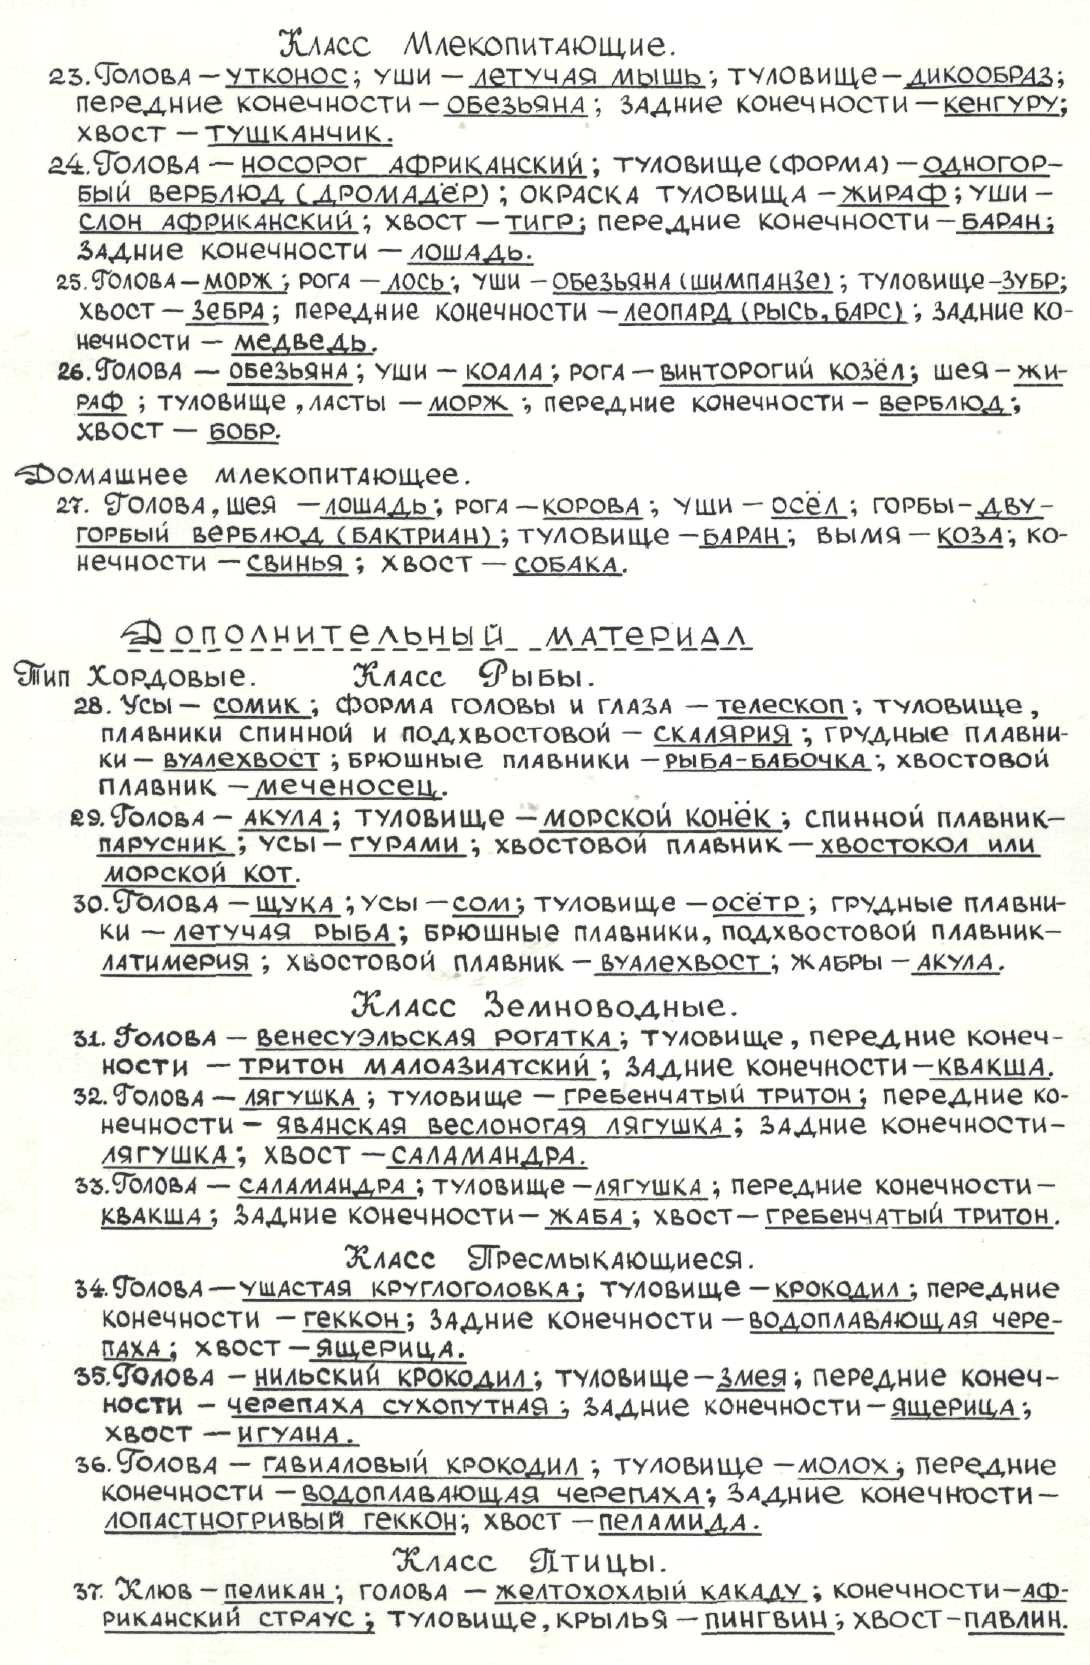 Класс Млекопитающие.
23. Голова – утконос; уши – летучая мышь; туловище – дикообраз;
передние конечности – обезьяна; задние конечности – кенгуру;
хвост – тушканчик.
24. Голова – носорог африканский; туловище (форма) – одногор-
бый верблюд (дромадёр); окраска туловища – жираф; уши –
слон африканский; хвост – тигр; передние конечности – баран;
задние конечности – лошадь.
25. Голова – морж; рога – лось; уши – обезьяна (шимпанзе); туловище – зубр;
хвост – зебра; передние конечности – леопард (рысь, барс); задние ко-
нечности – медведь.
26. Голова – обезьяна; уши – коала; рога – винторогий козёл; шея – жи-
раф; туловище, ласты – морж; передние конечности – верблюд;
хвост – бобр.
Домашнее млекопитающее.
27. Голова, шея – лошадь; рога – корова; уши – осёл; горбы – дву-
горбый верблюд (бактриан); туловище – баран; вымя – коза; ко-
нечности – свинья; хвост – собака.
Дополнительный материал
Тип Хордовые. Класс Рыбы.
28. Усы – сомик; форма головы и глаза – телескоп; туловище,
плавники спинной и подхвостовой – скалярия; грудные плавни-
ки – вуалехвост; брюшные плавники – рыба-бабочка; хвостовой
плавник – меченосец.
29. Голова – акула; туловище – морской конёк; спинной плавник –
парусник; усы – гурами; хвостовой плавник – хвостокол или
морской кот.
30. Голова – щука; усы – сом; туловище – осётр; грудные плавни-
ки – летучая рыба; брюшные плавники, подхвостовой плавник –
латимерия; хвостовой плавник – вуалехвост; жабры – акула.
Класс Земноводные.
31. Голова – венесуэльская рогатка; туловище, передние конеч-
ности – тритон малоазиатский; задние конечности – квакша.
32. Голова – лягушка; туловище – гребенчатый тритон; передние ко-
нечности – яванская веслоногая лягушка; задние конечности –
лягушка; хвост – саламандра.
33. Голова – саламандра; туловище – лягушка; передние конечности –
квакша; задние конечности – жаба; хвост – гребенчатый тритон.
Класс Пресмыкающиеся.
34. Голова – ушастая круглоголовка; туловище – крокодил; передние
конечности – геккон; задние конечности – водоплавающая чере-
паха; хвост – ящерица.
35. Голова – нильский крокодил; туловище – змея; передние конеч-
ности – черепаха сухопутная; задние конечности – ящерица;
хвост – игуана.
36. Голова – гавиаловый крокодил; туловище – молох; передние
конечности – водоплавающая черепаха; задние конечности –
лопастногривый геккон; хвост – пеламида.
Класс Птицы.
37. Клюв – пеликан; голова – желтохохлый какаду; конечности – аф-
риканский страус; туловище, крылья – пингвин; хвост – павлин.